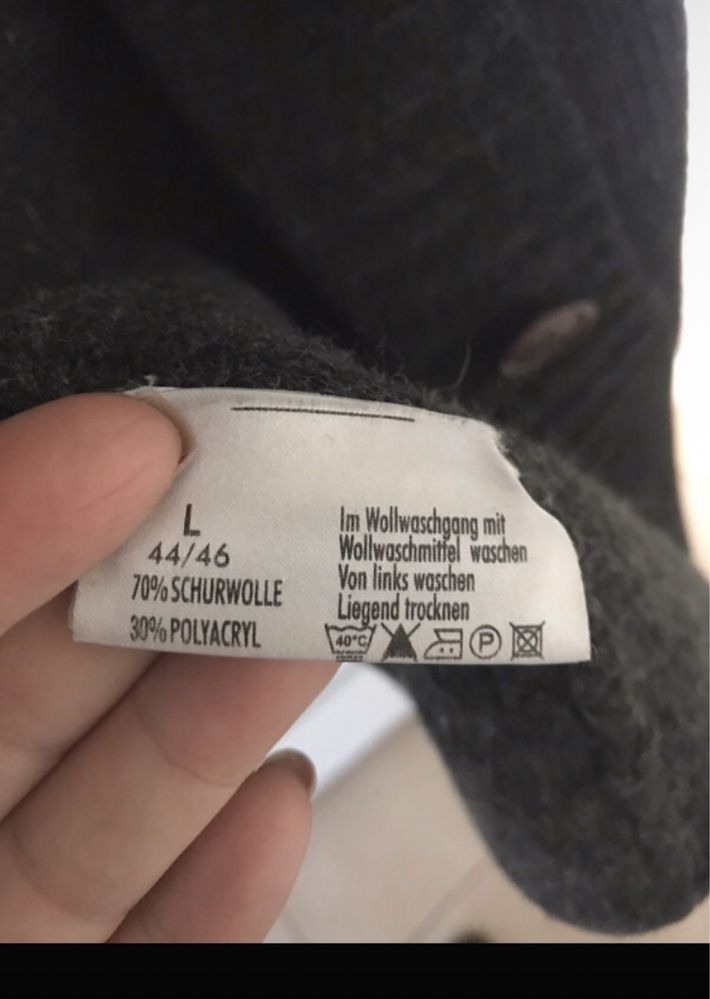 L
44/46
70% SCHURWOLLE
30% POLYACRYL
Im Wollwaschgang mit
Wollwaschmittel waschen
Von links waschen
Liegend trocknen
40°C
P